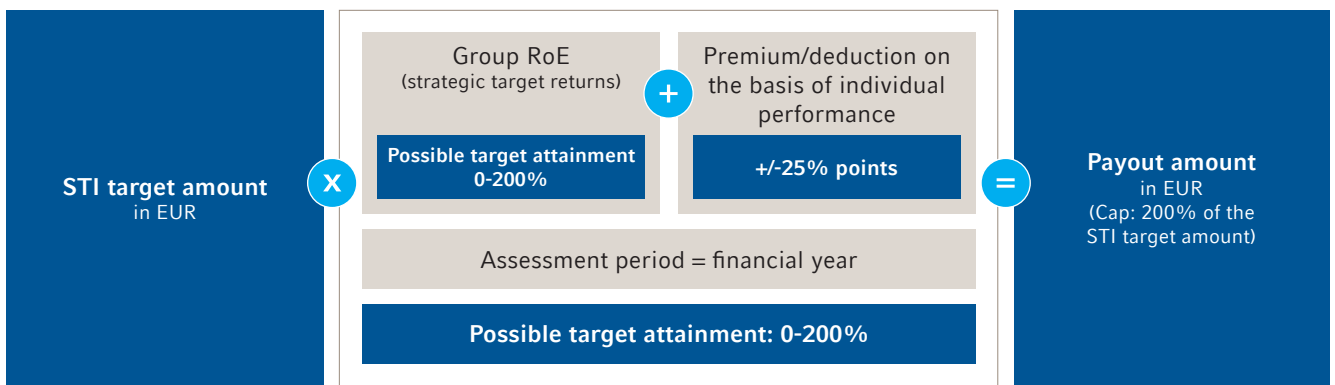 STI target amount
in EUR
x
Group RoE
(strategic target returns)
Possible target attainment
0-200%
+
Premium/deduction on
the basis of individual
performance
+/-25% points
Assessment period = financial year
Possible target attainment: 0-200%
=
Payout amount
in EUR
(Cap: 200% of the
STI target amount)